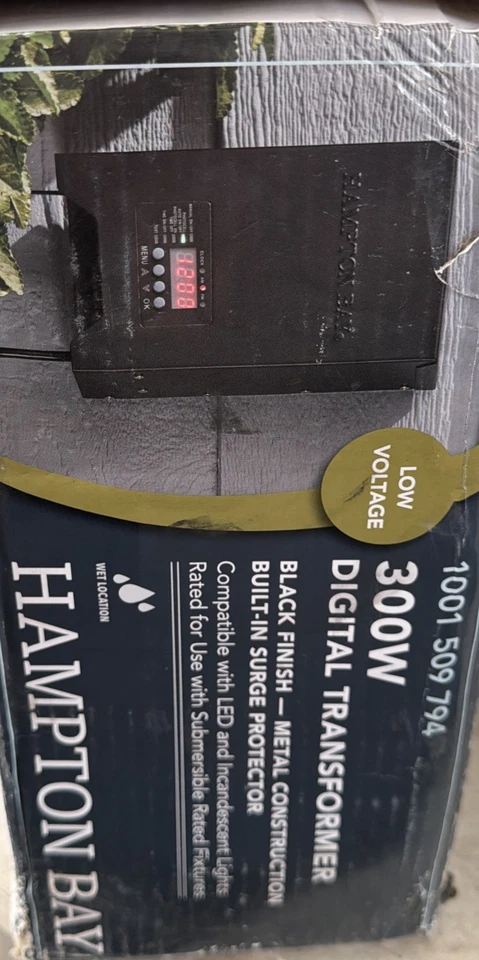 HAMPTON BAY
MENU
OK
LOW
VOLTAGE
1001 509 794
300W
DIGITAL TRANSFORMER
BLACK FINISH — METAL CONSTRUCTION
BUILT-IN SURGE PROTECTOR
Compatible with LED and Incandescent Lights
Rated for Use with Submersible Rated Fixtures
WET LOCATION
HAMPTON BAY